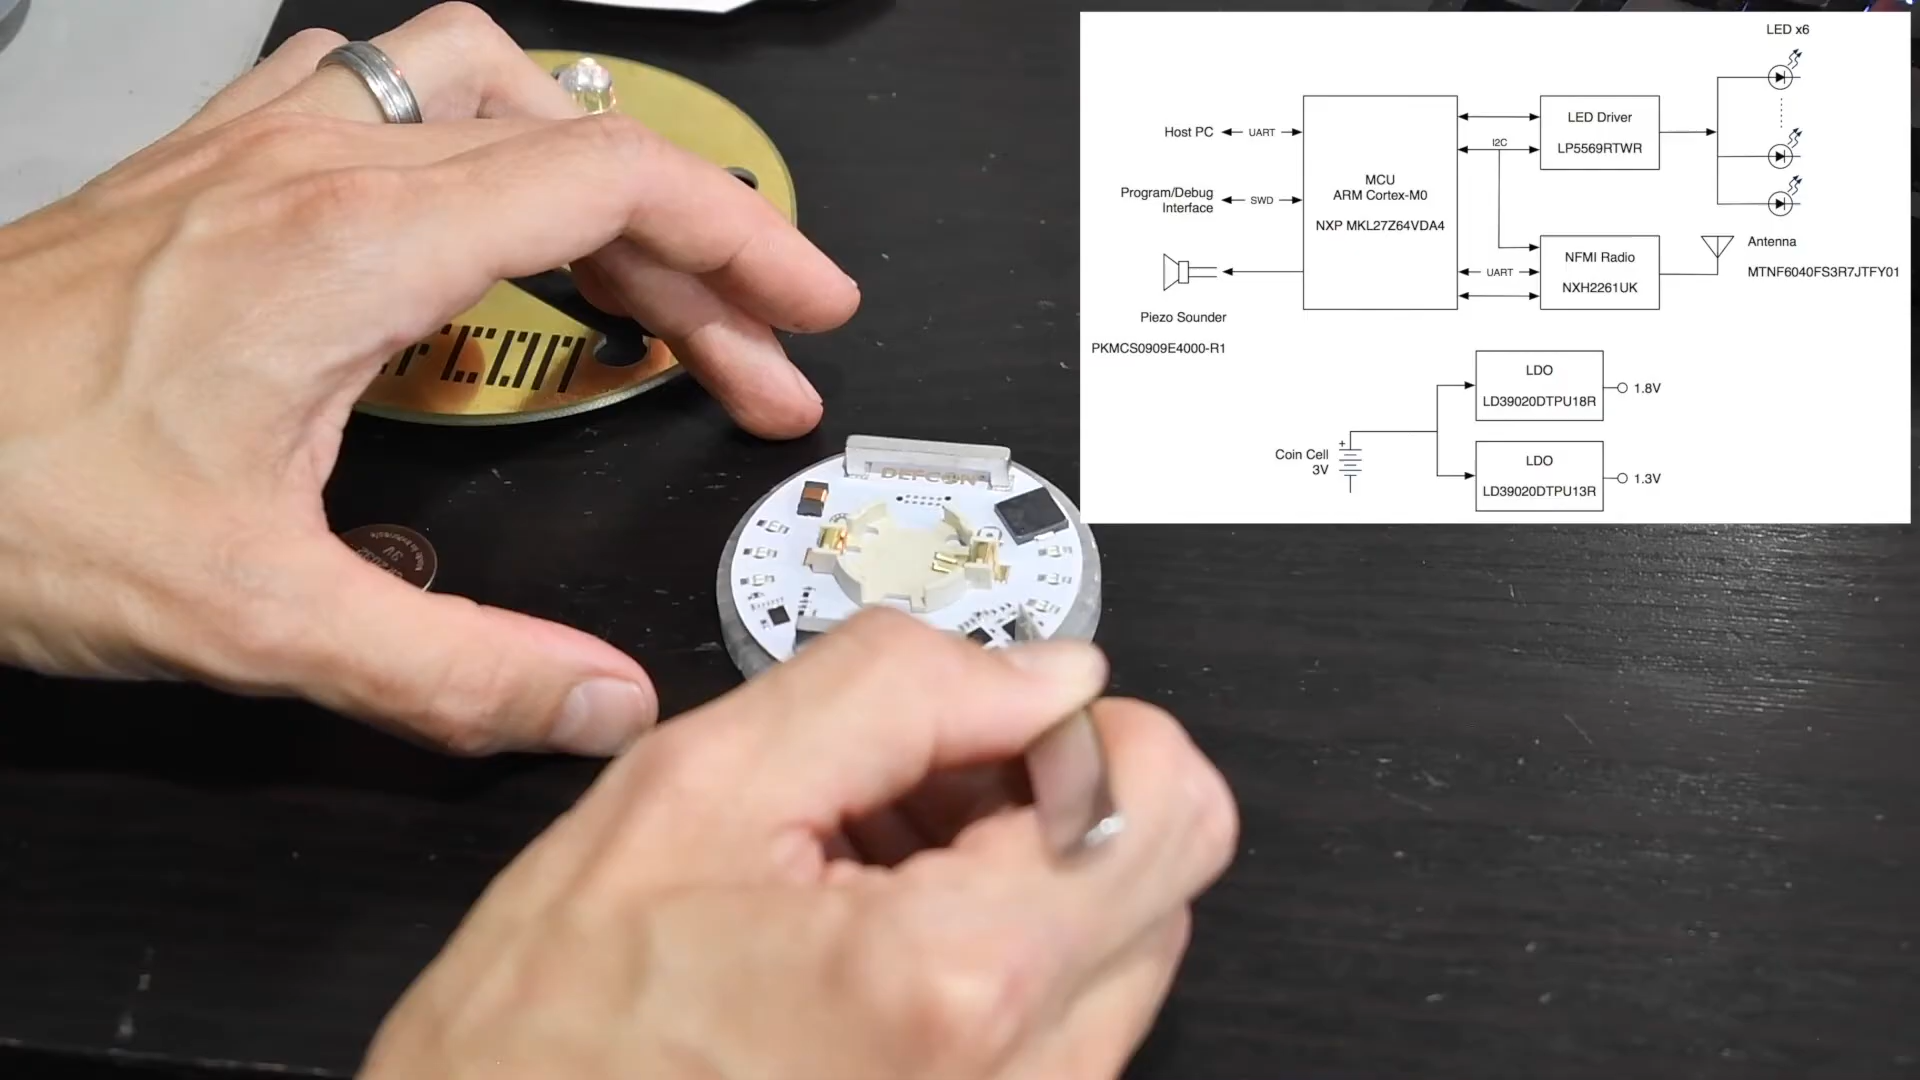 LED x6
LED Driver
LP5569RTWR
Host PC
UART
I2C
MCU
ARM Cortex-M0
NXP MKL27Z64VDA4
Program/Debug
Interface
SWD
Antenna
MTNF6040FS3R7JTFY01
NFMI Radio
NXH2261UK
UART
Piezo Sounder
PKMCS0909E4000-R1
LDO
LD39020DTPU18R
1.8V
Coin Cell
3V
+
LDO
LD39020DTPU13R
1.3V
DEFCON
3V